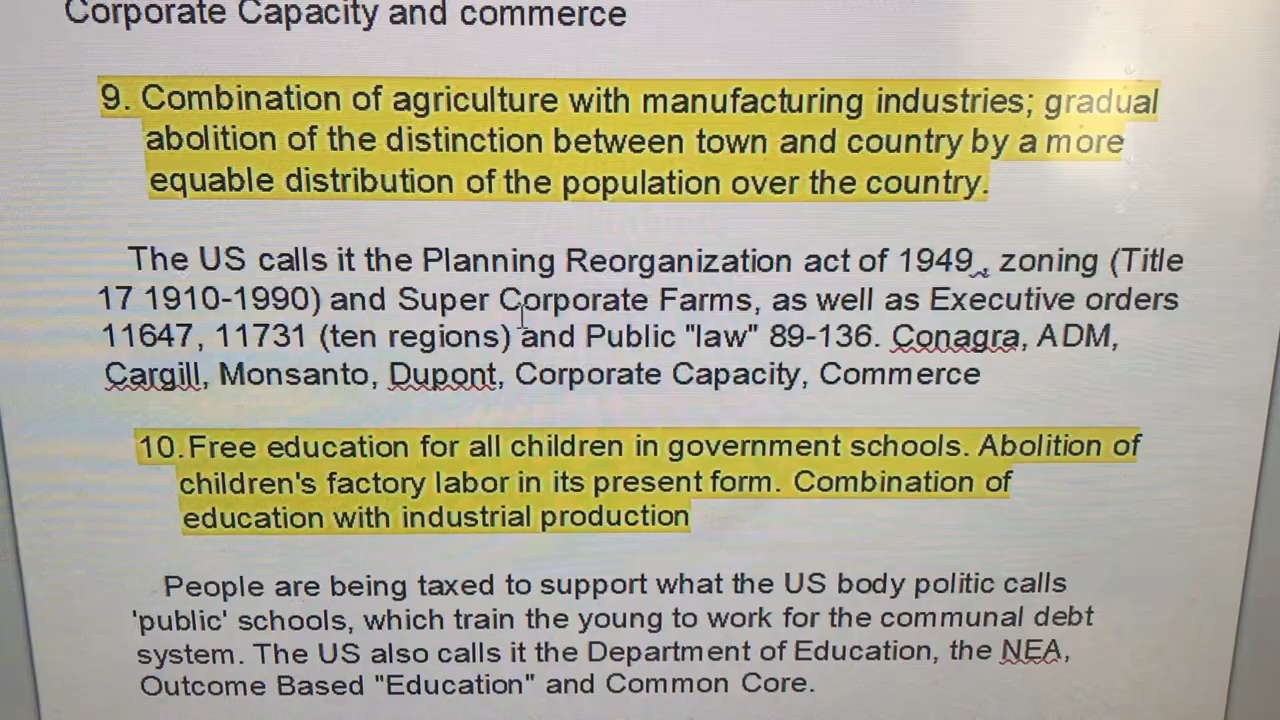 Corporate Capacity and commerce
9. Combination of agriculture with manufacturing industries; gradual
abolition of the distinction between town and country by a more
equable distribution of the population over the country.
The US calls it the Planning Reorganization act of 1949 , zoning (Title
17 1910-1990) and Super Corporate Farms, as well as Executive orders
11647, 11731 (ten regions) and Public "law" 89-136. Conagra, ADM,
Cargill, Monsanto, Dupont, Corporate Capacity, Commerce
10. Free education for all children in government schools. Abolition of
children's factory labor in its present form. Combination of
education with industrial production
People are being taxed to support what the US body politic calls
'public' schools, which train the young to work for the communal debt
system. The US also calls it the Department of Education, the NEA,
Outcome Based "Education" and Common Core.